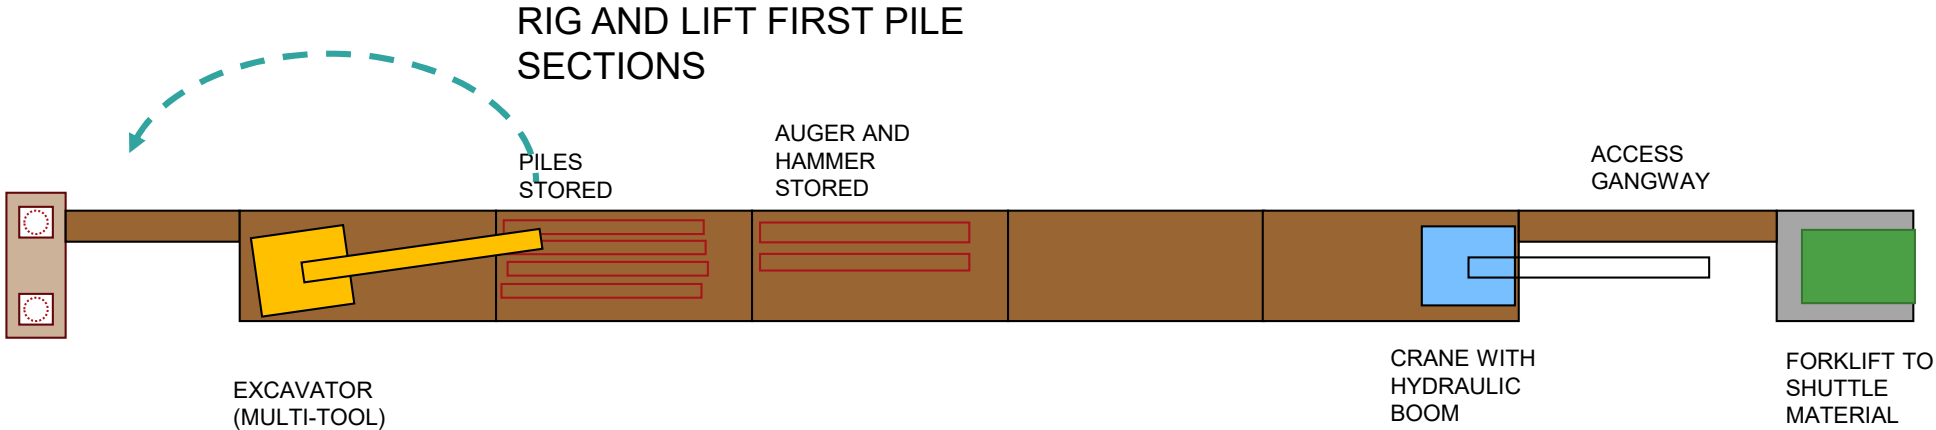 RIG AND LIFT FIRST PILE
SECTIONS
PILES
STORED
AUGER AND
HAMMER
STORED
ACCESS
GANGWAY
EXCAVATOR
(MULTI-TOOL)
CRANE WITH
HYDRAULIC
BOOM
FORKLIFT TO
SHUTTLE
MATERIAL